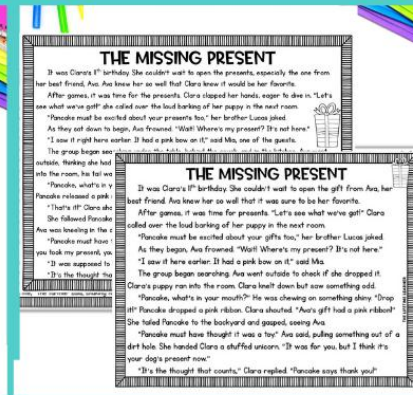 THE MISSING PRESENT
It was Clara's 11th birthday. She couldn't wait to open the presents, especially the one from
her best friend, Ava. Ava knew her so well that Clara knew it would be her favorite.
After games, it was time for the presents. Clara clapped her hands, eager to dive in. "Let's
see what we've got!" she called over the loud barking of her puppy in the next room.
"Pancake must be excited about your presents too," her brother Lucas joked.
As they sat down to begin, Ava frowned. "Wait! Where's my present? It's not here."
"I saw it right here earlier. It had a pink bow on it," said Mia, one of the guests.
The group began
outside, thinking she had
into the room, his tail
"Pancake, what's in
Pancake released a pink
"That's it!" Clara
She followed Pancake
Ava was kneeling in the
"Pancake must have
you took my present,
"It was supposed to
"It's the thought
THE MISSING PRESENT
It was Clara's 11th birthday. She couldn't wait to open the gift from Ava, her
best friend. Ava knew her so well that it was sure to be her favorite.
After games, it was time for presents. "Let's see what we've got!" Clara
called over the loud barking of her puppy in the next room.
"Pancake must be excited about your gifts too," her brother Lucas joked.
As they began, Ava frowned. "Wait! Where's my present? It's not here."
"I saw it here earlier. It had a pink bow on it," said Mia.
The group began searching. Ava went outside to check if she dropped it.
Clara's puppy ran into the room. Clara knelt down but saw something odd.
"Pancake, what's in your mouth?" He was chewing on something shiny. "Drop
it!" Pancake dropped a pink ribbon. Clara shouted. "Ava's gift had a pink ribbon!"
She tailed Pancake to the backyard and gasped, seeing Ava.
"Pancake must have thought it was a toy," Ava said, pulling something out of a
dirt hole. She handed Clara a stuffed unicorn. "It was for you, but I think it's
your dog's present now."
"It's the thought that counts," Clara replied. "Pancake says thank you!"